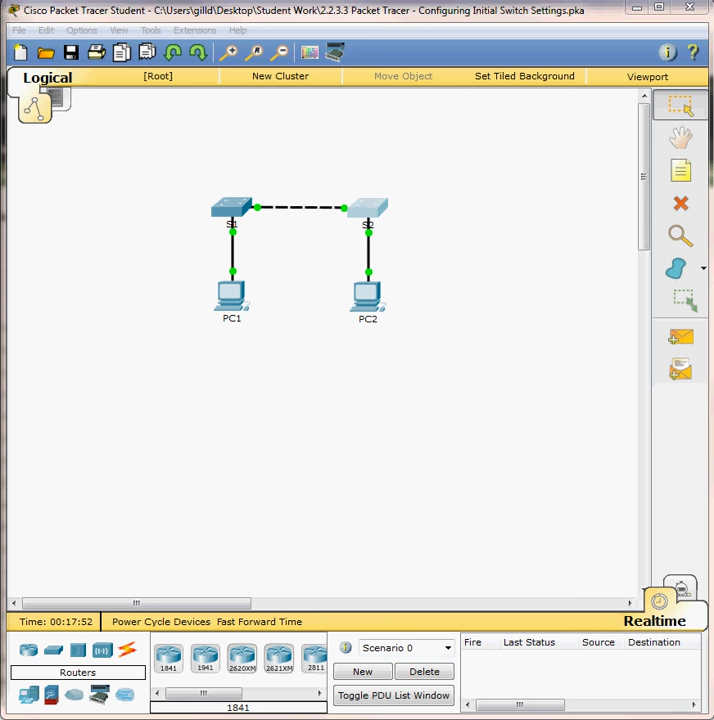 Cisco Packet Tracer Student - C:\Users\gilld\Desktop\Student Work\2.2.3.3 Packet Tracer - Configuring Initial Switch Settings.pka
File Edit Options View Tools Extensions Help
Logical [Root] New Cluster Move Object Set Tiled Background Viewport
S1 S2
PC1 PC2
Time: 00:17:52 Power Cycle Devices Fast Forward Time Realtime
Scenario 0 Fire Last Status Source Destination
1841 1941 2620XM 2621XM 2811
Routers New Delete
Toggle PDU List Window
1841